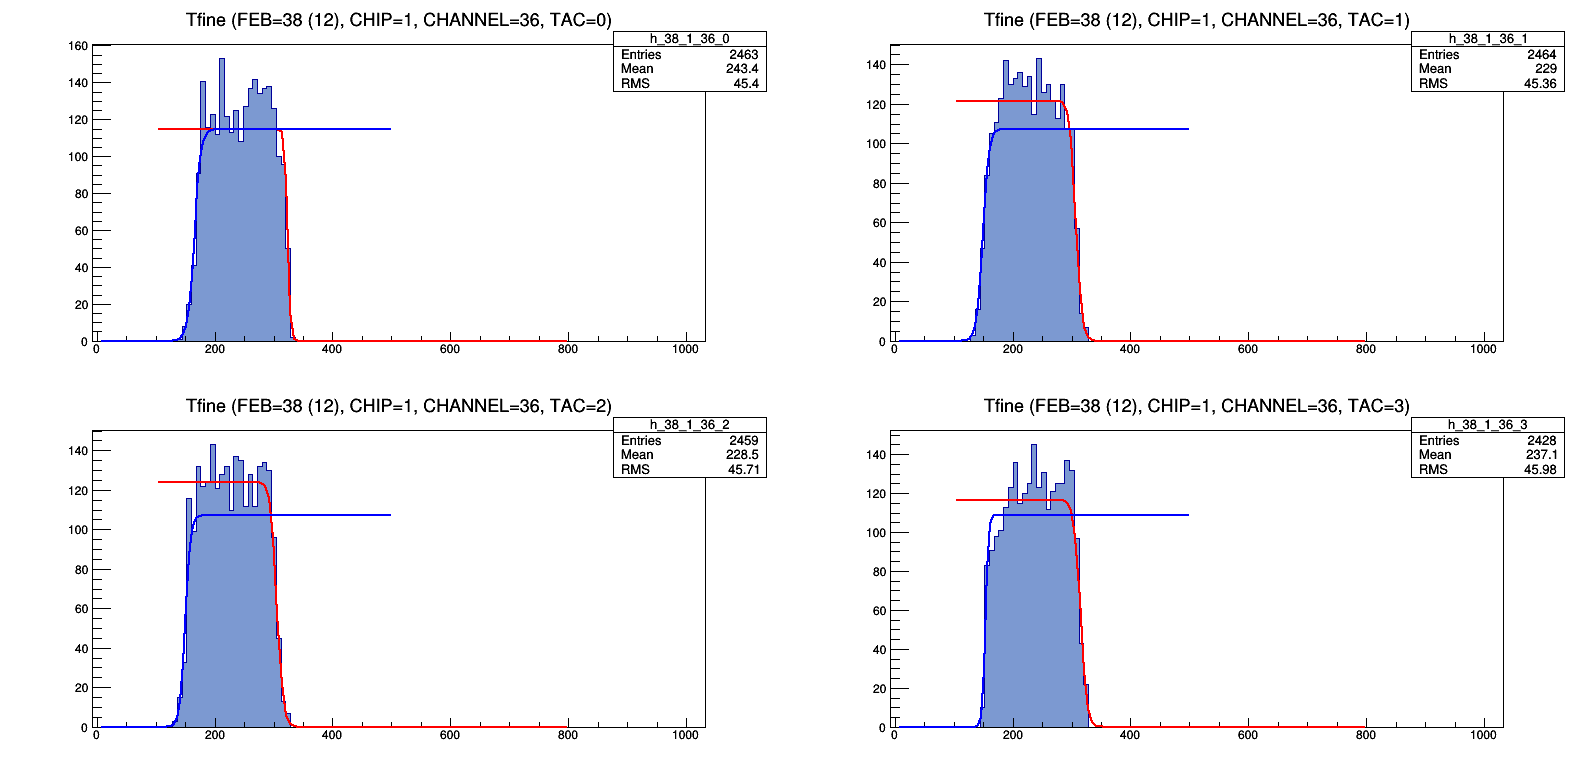 Tfine (FEB=38 (12), CHIP=1, CHANNEL=36, TAC=0)
h_38_1_36_0
Entries 2463
Mean 243.4
RMS 45.4
160
140
120
100
80
60
40
20
0
0 200 400 600 800 1000
Tfine (FEB=38 (12), CHIP=1, CHANNEL=36, TAC=1)
h_38_1_36_1
Entries 2464
Mean 229
RMS 45.36
140
120
100
80
60
40
20
0
0 200 400 600 800 1000
Tfine (FEB=38 (12), CHIP=1, CHANNEL=36, TAC=2)
h_38_1_36_2
Entries 2459
Mean 228.5
RMS 45.71
140
120
100
80
60
40
20
0
0 200 400 600 800 1000
Tfine (FEB=38 (12), CHIP=1, CHANNEL=36, TAC=3)
h_38_1_36_3
Entries 2428
Mean 237.1
RMS 45.98
140
120
100
80
60
40
20
0
0 200 400 600 800 1000